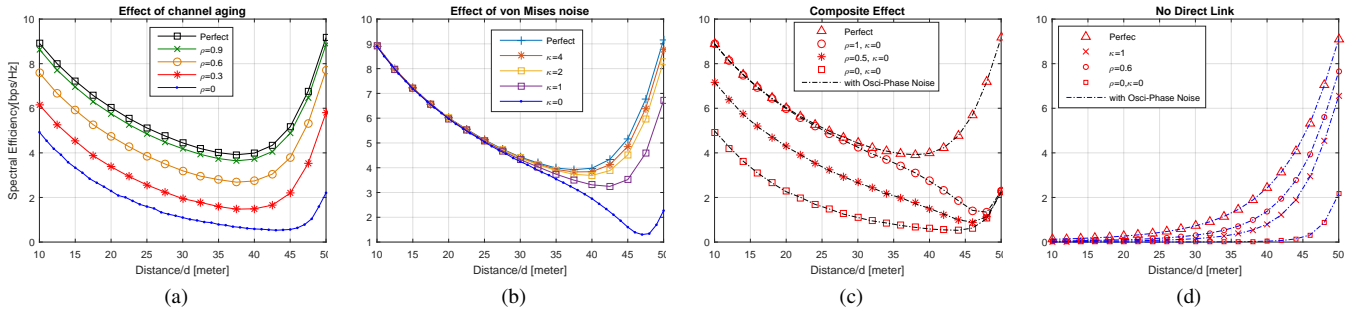 Effect of channel aging
Spectral Efficiency[bps/Hz]
10
8
6
4
2
0
Perfect
ρ=0.9
ρ=0.6
ρ=0.3
ρ=0
10 15 20 25 30 35 40 45 50
Distance/d [meter]
(a)
Effect of von Mises noise
10
9
8
7
6
5
4
3
2
1
Perfect
κ=4
κ=2
κ=1
κ=0
10 15 20 25 30 35 40 45 50
Distance/d [meter]
(b)
Composite Effect
10
8
6
4
2
0
Perfect
ρ=1, κ=0
ρ=0.5, κ=0
ρ=0, κ=0
with Osci-Phase Noise
10 15 20 25 30 35 40 45 50
Distance/d [meter]
(c)
No Direct Link
10
8
6
4
2
0
Perfec
κ=1
ρ=0.6
ρ=0,κ=0
with Osci-Phase Noise
10 15 20 25 30 35 40 45 50
Distance/d [meter]
(d)